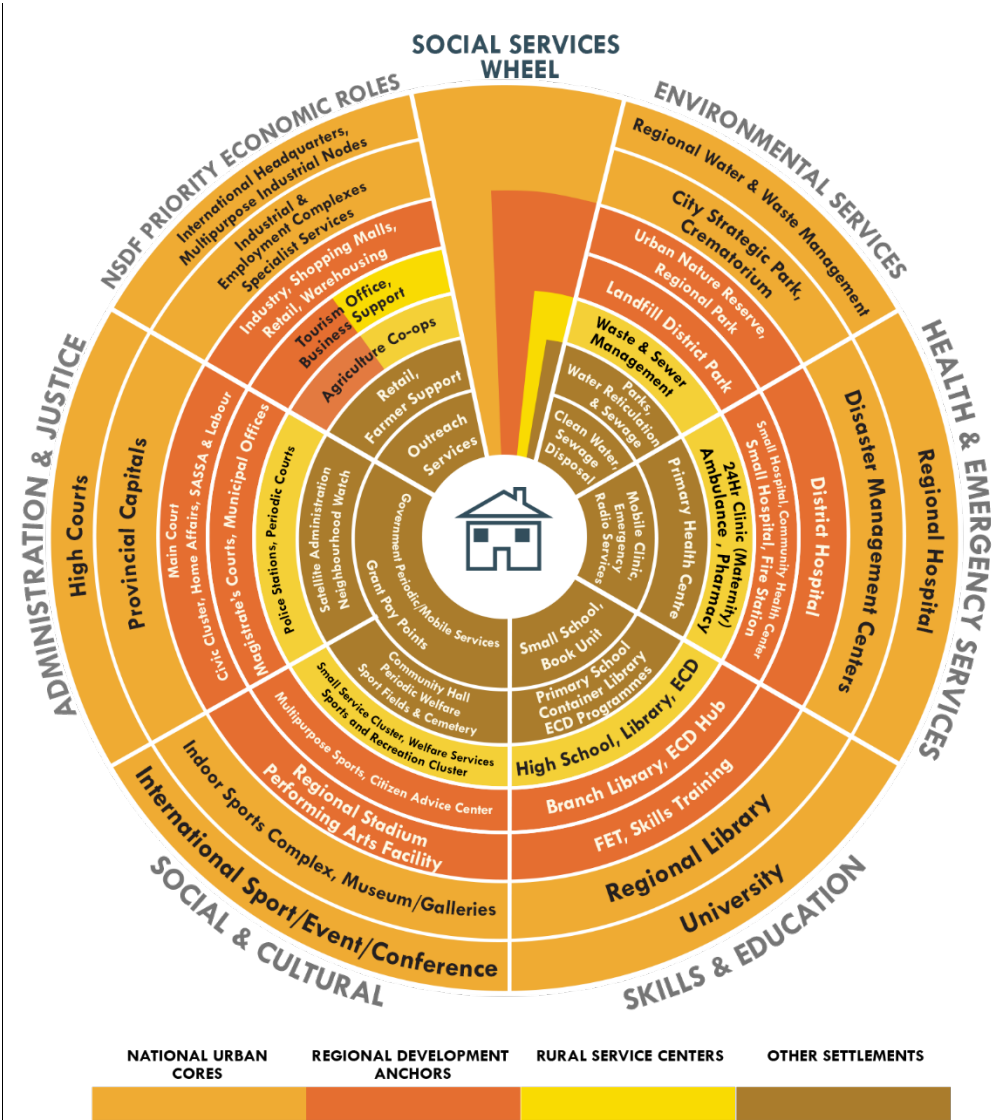 SOCIAL SERVICES
WHEEL
NSDF PRIORITY ECONOMIC ROLES
International Headquarters,
Multipurpose Industrial Nodes
Industrial &
Employment Complexes
Specialist Services
Industry, Shopping Malls,
Retail, Warehousing
Tourism Office,
Business Support
Agriculture Co-ops
Retail,
Farmer Support
Outreach
Services
ENVIRONMENTAL SERVICES
Regional Water & Waste Management
City Strategic Park,
Crematorium
Urban Nature Reserve,
Regional Park
Landfill District Park
Waste & Sewer
Management
Parks,
Water Reticulation
& Sewage
Clean Water,
Sewage
Disposal
HEALTH & EMERGENCY SERVICES
Regional Hospital
Disaster Management Centers
District Hospital
Small Hospital, Community Health Center
Small Hospital, Fire Station
24Hr Clinic (Maternity)
Ambulance , Pharmacy
Primary Health Centre
Mobile Clinic
Emergency
Radio Services
SKILLS & EDUCATION
University
Regional Library
FET, Skills Training
Branch Library, ECD Hub
High School, Library, ECD
Primary School
Container Library
ECD Programmes
Small School,
Book Unit
SOCIAL & CULTURAL
International Sport/Event/Conference
Indoor Sports Complex, Museum/Galleries
Regional Stadium
Performing Arts Facility
Multipurpose Sports, Citizen Advice Center
Small Service Cluster, Welfare Services
Sports and Recreation Cluster
Community Hall
Periodic Welfare
Sport Fields & Cemetery
ADMINISTRATION & JUSTICE
High Courts
Provincial Capitals
Main Court
Civic Cluster, Home Affairs, SASSA & Labour
Magistrate's Courts, Municipal Offices
Police Stations, Periodic Courts
Satellite Administration
Neighbourhood Watch
Government Periodic/Mobile Services
Grant Pay Points
NATIONAL URBAN
CORES
REGIONAL DEVELOPMENT
ANCHORS
RURAL SERVICE CENTERS
OTHER SETTLEMENTS